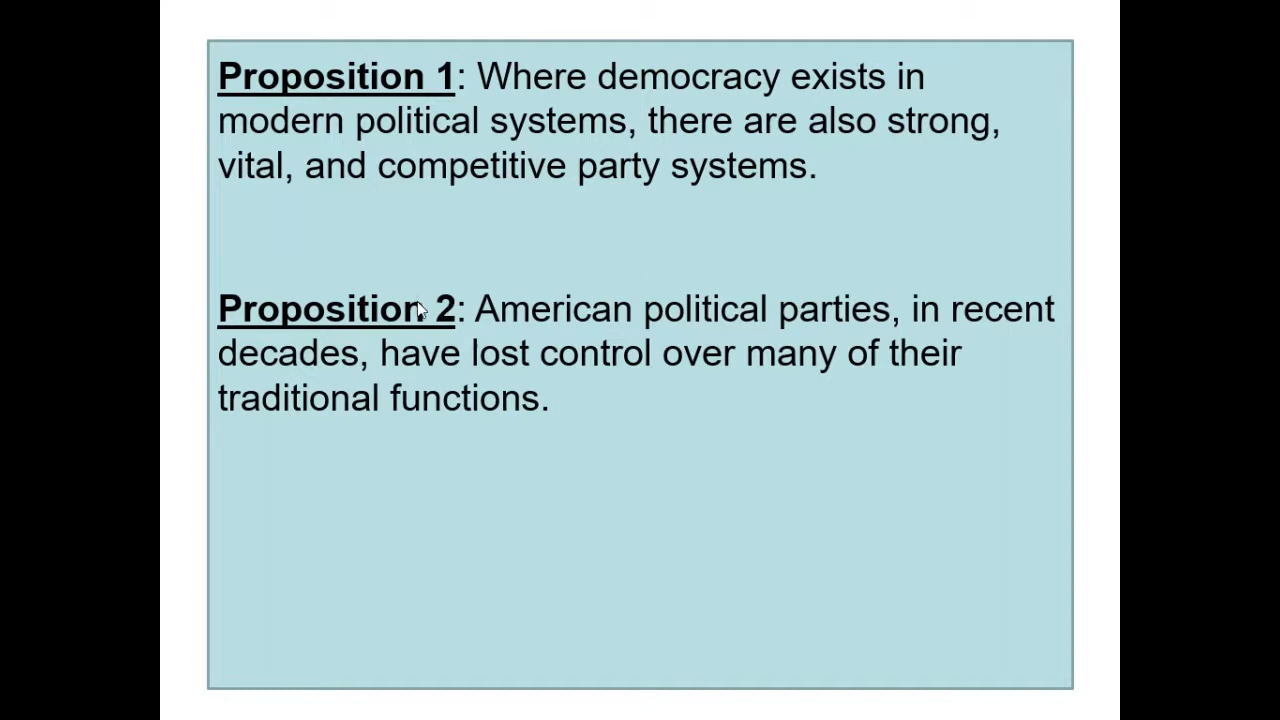 Proposition 1: Where democracy exists in
modern political systems, there are also strong,
vital, and competitive party systems.
Proposition 2: American political parties, in recent
decades, have lost control over many of their
traditional functions.